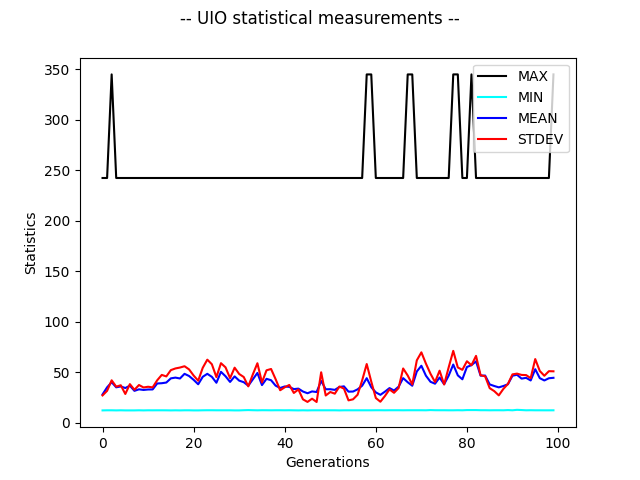 -- UIO statistical measurements --
350
300
250
200
150
100
50
0
Statistics
MAX
MIN
MEAN
STDEV
0 20 40 60 80 100
Generations